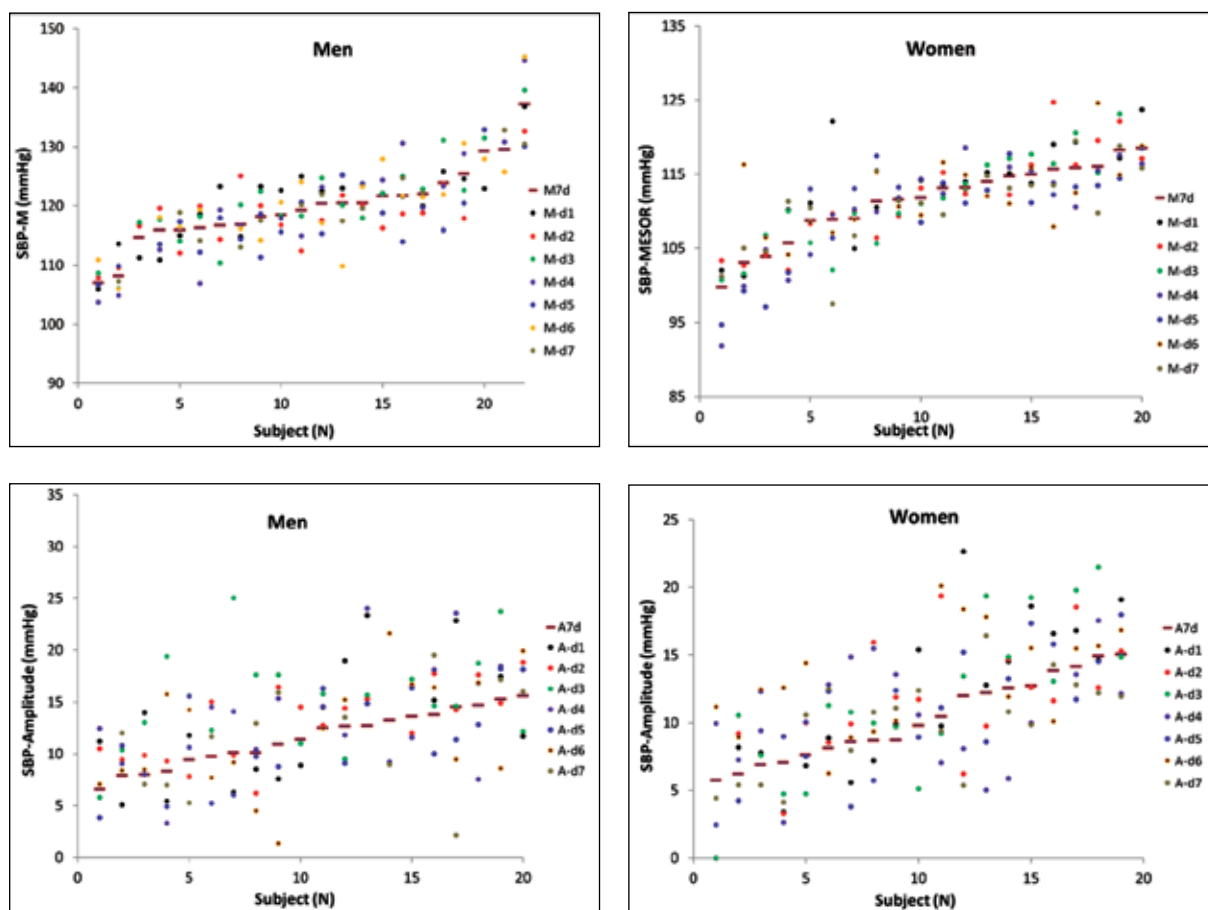 Men
SBP-M (mmHg)
150
140
130
120
110
100
90
0
5
10
15
20
Subject (N)
M7d
M-d1
M-d2
M-d3
M-d4
M-d5
M-d6
M-d7
Women
SBP-MESOR (mmHg)
135
125
115
105
95
85
0
5
10
15
20
Subject (N)
M7d
M-d1
M-d2
M-d3
M-d4
M-d5
M-d6
M-d7
Men
SBP-Amplitude (mmHg)
35
30
25
20
15
10
5
0
0
5
10
15
20
Subject (N)
A7d
A-d1
A-d2
A-d3
A-d4
A-d5
A-d6
A-d7
Women
SBP-Amplitude (mmHg)
25
20
15
10
5
0
0
5
10
15
20
Subject (N)
A7d
A-d1
A-d2
A-d3
A-d4
A-d5
A-d6
A-d7